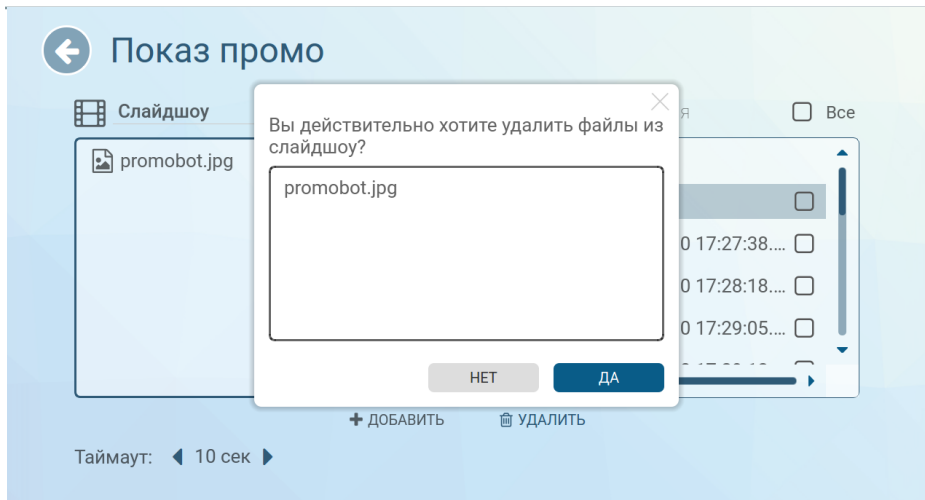 Показ промо
Слайдшоу
я
Все
promobot.jpg
Вы действительно хотите удалить файлы из
слайдшоу?
promobot.jpg
0 17:27:38....
0 17:28:18....
0 17:29:05....
НЕТ
ДА
ДОБАВИТЬ
УДАЛИТЬ
Таймаут:
10 сек